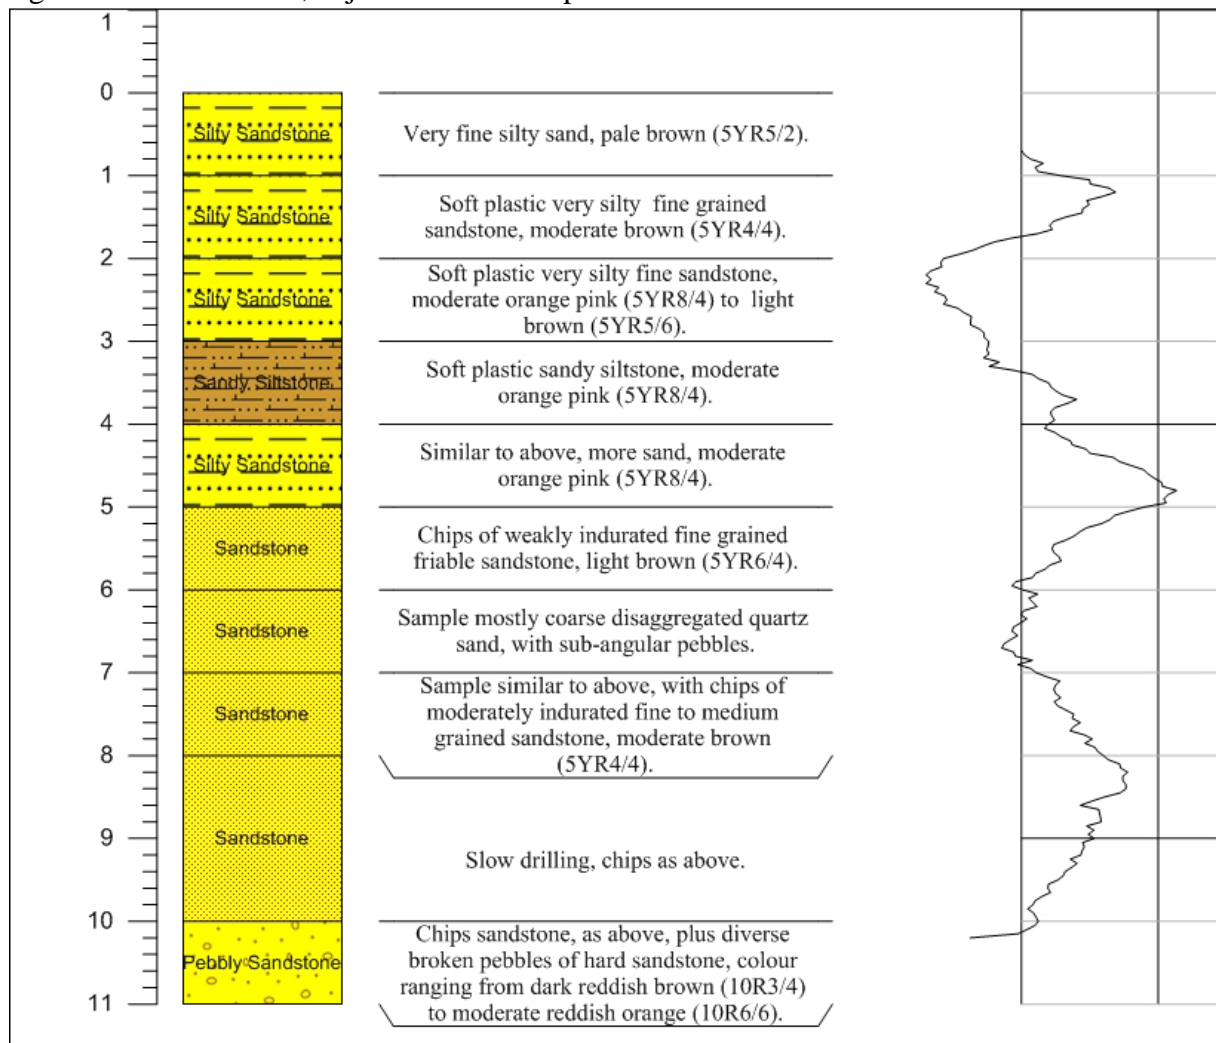 1
0
Silty Sandstone
Very fine silty sand, pale brown (5YR5/2).
1
Silty Sandstone
Soft plastic very silty fine grained
sandstone, moderate brown (5YR4/4).
2
Silty Sandstone
Soft plastic very silty fine sandstone,
moderate orange pink (5YR8/4) to light
brown (5YR5/6).
3
Sandy Siltstone
Soft plastic sandy siltstone, moderate
orange pink (5YR8/4).
4
Silty Sandstone
Similar to above, more sand, moderate
orange pink (5YR8/4).
5
Sandstone
Chips of weakly indurated fine grained
friable sandstone, light brown (5YR6/4).
6
Sandstone
Sample mostly coarse disaggregated quartz
sand, with sub-angular pebbles.
7
Sandstone
Sample similar to above, with chips of
moderately indurated fine to medium
grained sandstone, moderate brown
(5YR4/4).
8
Sandstone
9
Slow drilling, chips as above.
10
Pebbly Sandstone
Chips sandstone, as above, plus diverse
broken pebbles of hard sandstone, colour
ranging from dark reddish brown (10R3/4)
to moderate reddish orange (10R6/6).
11